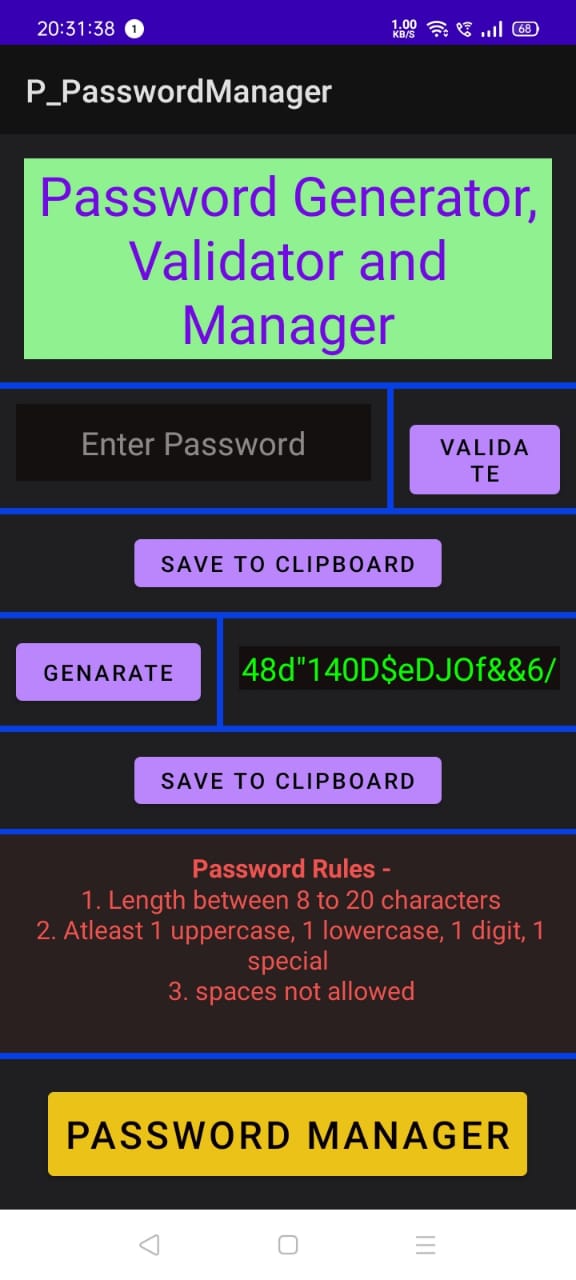 20:31:38 1 1.00 KB/S 68
P_PasswordManager
Password Generator,
Validator and
Manager
Enter Password
VALIDA
TE
SAVE TO CLIPBOARD
GENARATE 48d"140D$eDJOf&&6/
SAVE TO CLIPBOARD
Password Rules -
1. Length between 8 to 20 characters
2. Atleast 1 uppercase, 1 lowercase, 1 digit, 1
special
3. spaces not allowed
PASSWORD MANAGER